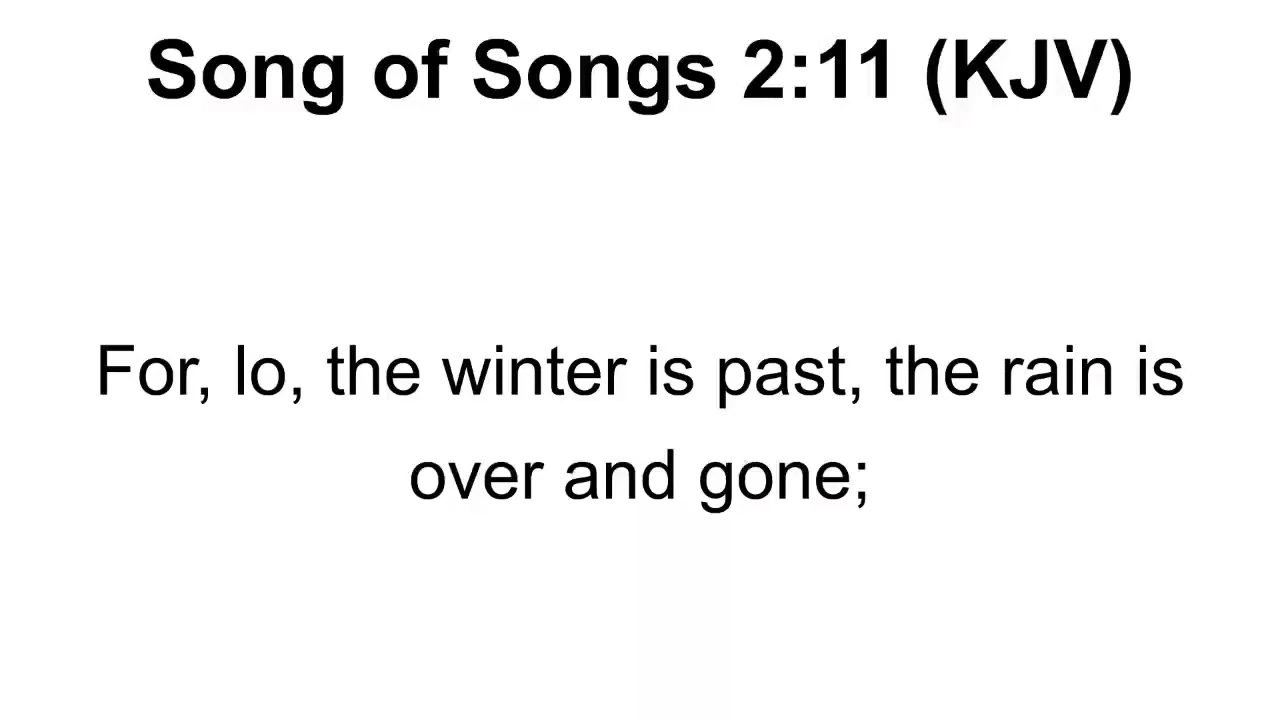 Song of Songs 2:11 (KJV)
For, lo, the winter is past, the rain is
over and gone;